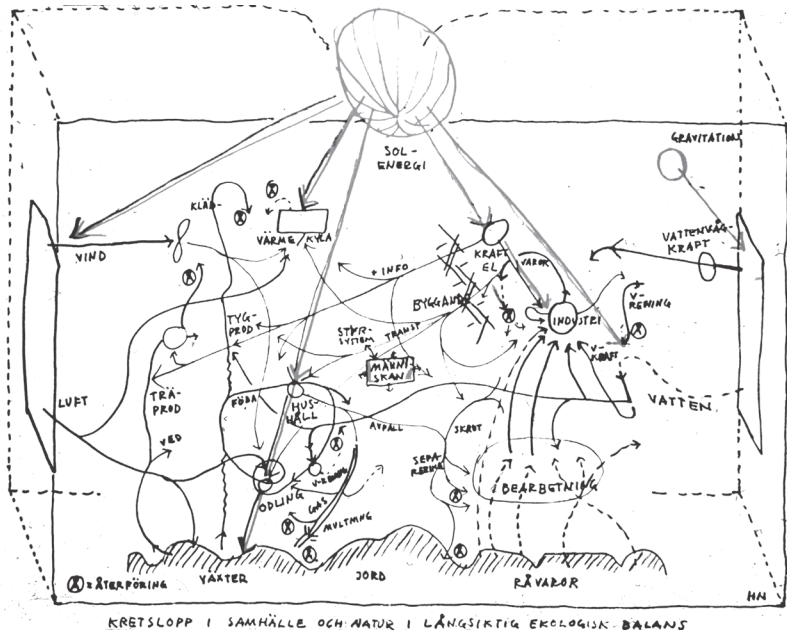 SOL-
ENERGI
GRAVITATION
KLÄD-
VÄRME/KYLA
VIND
KRAFT
EL
VAROR
VATTENVÅG-
KRAFT
+ INFO
V-
RENING
BYGGANDE
TYG-
PROD
STYR-
SYSTEM
TRANSP
INDUSTRI
V-
KRAFT
MÄNNI-
SKAN
LUFT
TRÄ-
PROD
FÖDA
HUS-
HÅLL
AVFALL
SKROT
VATTEN
VED
SEPA-
RERING
V-RENING
BEARBETNING
ODLING
GAS
MULTNING
VÄXTER
JORD
RÅVAROR
Ⓧ = ÅTERFÖRING
HN
KRETSLOPP I SAMHÄLLE OCH NATUR I LÅNGSIKTIG EKOLOGISK BALANS